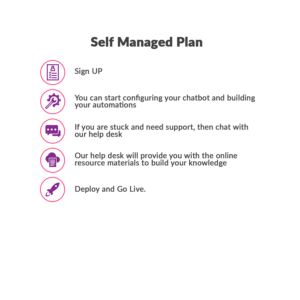 Self Managed Plan
Sign UP
You can start configuring your chatbot and building
your automations
If you are stuck and need support, then chat with
our help desk
Our help desk will provide you with the online
resource materials to build your knowledge
Deploy and Go Live.